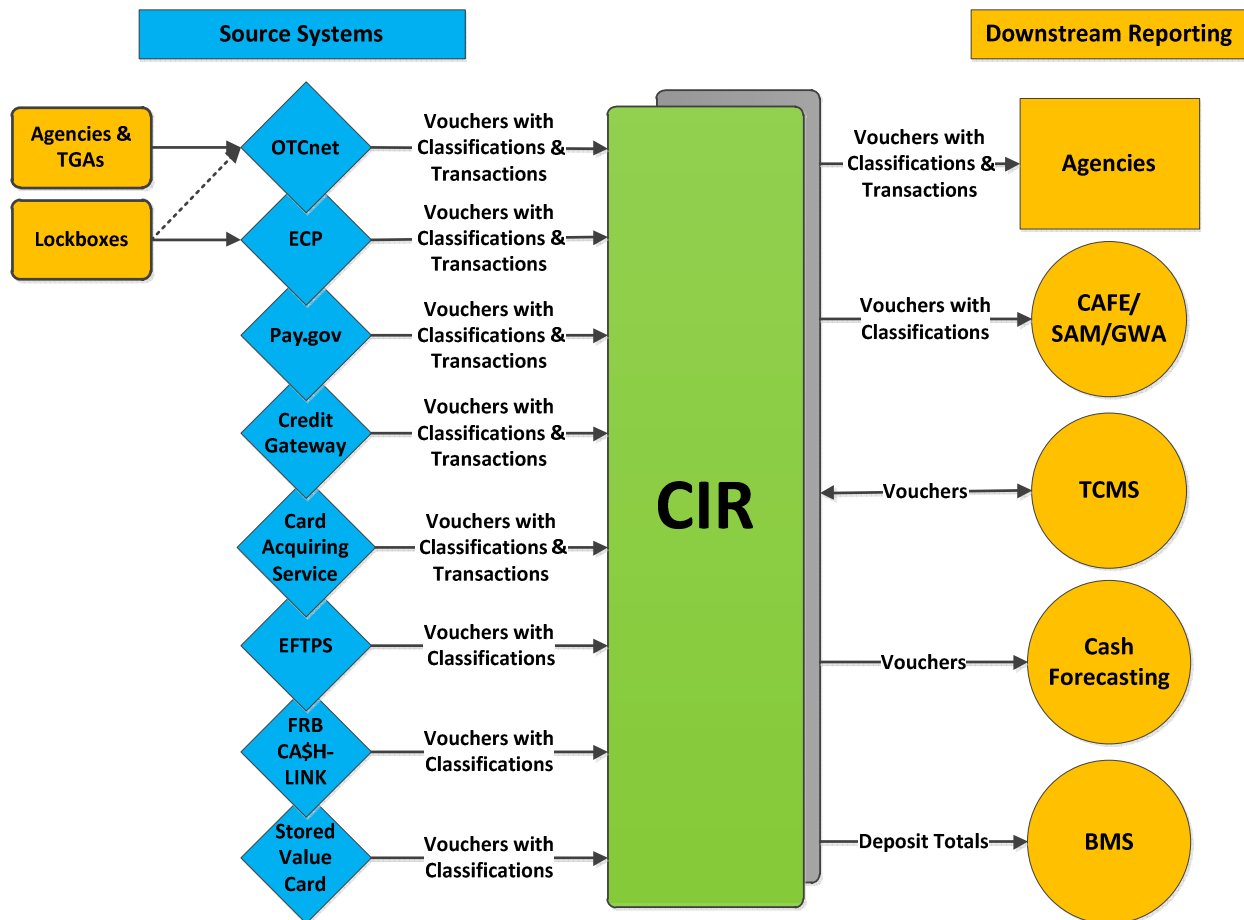 Source Systems
Downstream Reporting
Agencies &
TGAs
Lockboxes
OTCnet
Vouchers with
Classifications &
Transactions
ECP
Vouchers with
Classifications &
Transactions
Pay.gov
Vouchers with
Classifications &
Transactions
Credit
Gateway
Vouchers with
Classifications &
Transactions
Card
Acquiring
Service
Vouchers with
Classifications &
Transactions
EFTPS
Vouchers with
Classifications
FRB
CA$H-
LINK
Vouchers with
Classifications
Stored
Value
Card
Vouchers with
Classifications
CIR
Vouchers with
Classifications &
Transactions
Agencies
Vouchers with
Classifications
CAFE/
SAM/GWA
Vouchers
TCMS
Vouchers
Cash
Forecasting
Deposit Totals
BMS